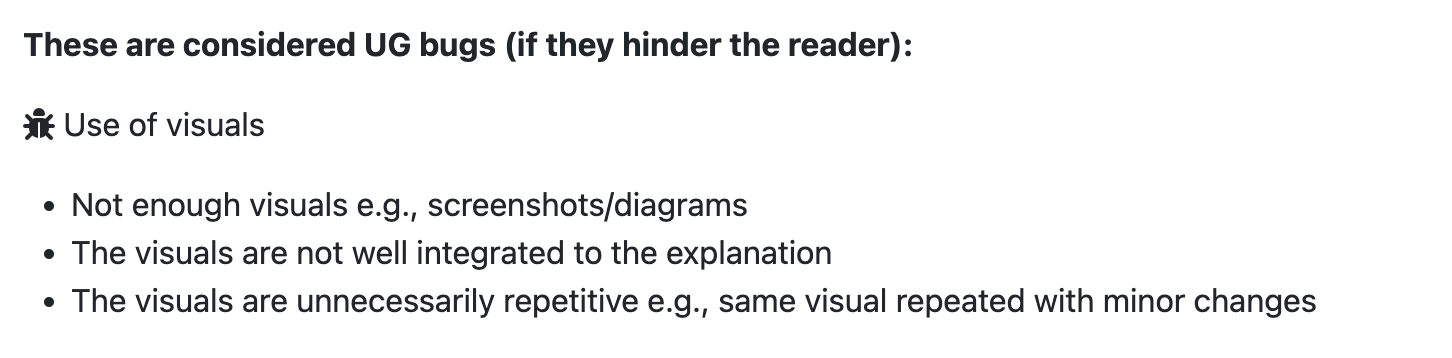 These are considered UG bugs (if they hinder the reader):
Use of visuals
• Not enough visuals e.g., screenshots/diagrams
• The visuals are not well integrated to the explanation
• The visuals are unnecessarily repetitive e.g., same visual repeated with minor changes